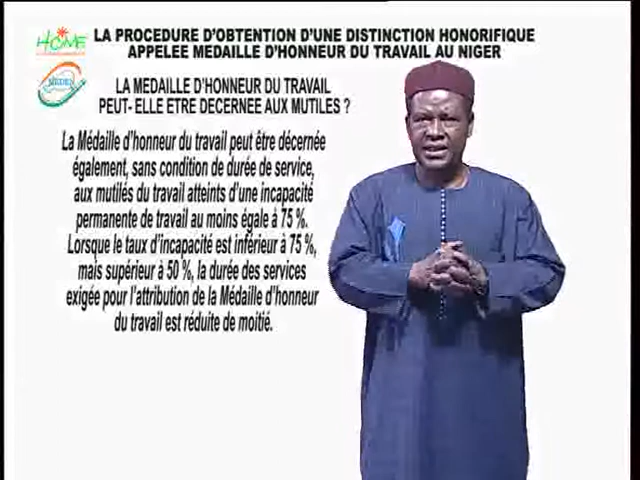 HOME
LA PROCEDURE D'OBTENTION D'UNE DISTINCTION HONORIFIQUE
APPELEE MEDAILLE D'HONNEUR DU TRAVAIL AU NIGER
MEDEN
LA MEDAILLE D'HONNEUR DU TRAVAIL
PEUT- ELLE ETRE DECERNEE AUX MUTILES ?
La Médaille d'honneur du travail peut être décernée
également, sans condition de durée de service,
aux mutilés du travail atteints d'une incapacité
permanente de travail au moins égale à 75 %.
Lorsque le taux d'incapacité est inférieur à 75 %,
mais supérieur à 50 %, la durée des services
exigée pour l'attribution de la Médaille d'honneur
du travail est réduite de moitié.